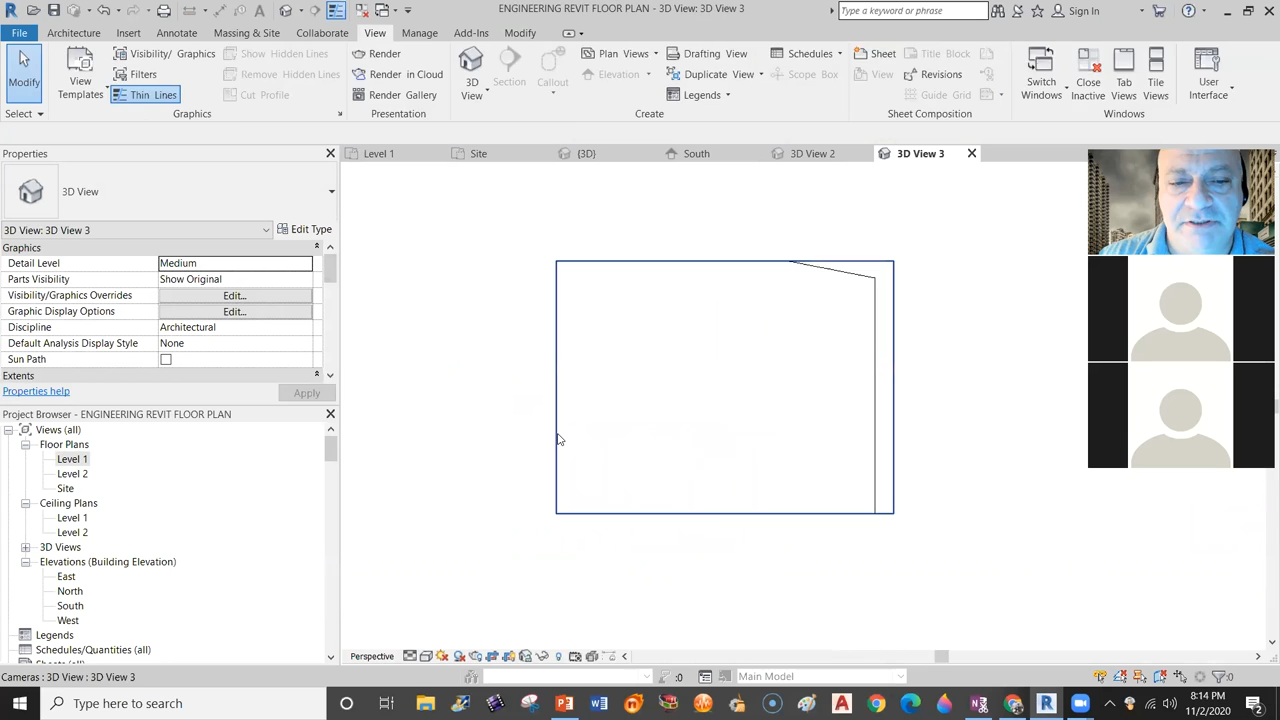 ENGINEERING REVIT FLOOR PLAN - 3D View: 3D View 3
Type a keyword or phrase
Sign In
File Architecture Insert Annotate Massing & Site Collaborate View Manage Add-Ins Modify
Modify
View
Templates
Visibility/ Graphics
Filters
Thin Lines
Show Hidden Lines
Remove Hidden Lines
Cut Profile
Render
Render in Cloud
Render Gallery
3D
View
Section
Callout
Plan Views
Elevation
Drafting View
Duplicate View
Legends
Schedules
Scope Box
Sheet
View
Title Block
Revisions
Guide Grid
Switch
Windows
Close
Inactive
Tab
Views
Tile
Views
User
Interface
Select Graphics Presentation Create Sheet Composition Windows
Properties
Level 1 Site {3D} South 3D View 2 3D View 3
3D View
3D View: 3D View 3 Edit Type
Graphics
Detail Level Medium
Parts Visibility Show Original
Visibility/Graphics Overrides Edit...
Graphic Display Options Edit...
Discipline Architectural
Default Analysis Display Style None
Sun Path
Extents
Properties help Apply
Project Browser - ENGINEERING REVIT FLOOR PLAN
Views (all)
Floor Plans
Level 1
Level 2
Site
Ceiling Plans
Level 1
Level 2
3D Views
Elevations (Building Elevation)
East
North
South
West
Legends
Schedules/Quantities (all)
Perspective
Cameras : 3D View 3 :0 Main Model :0
Type here to search
8:14 PM
11/2/2020